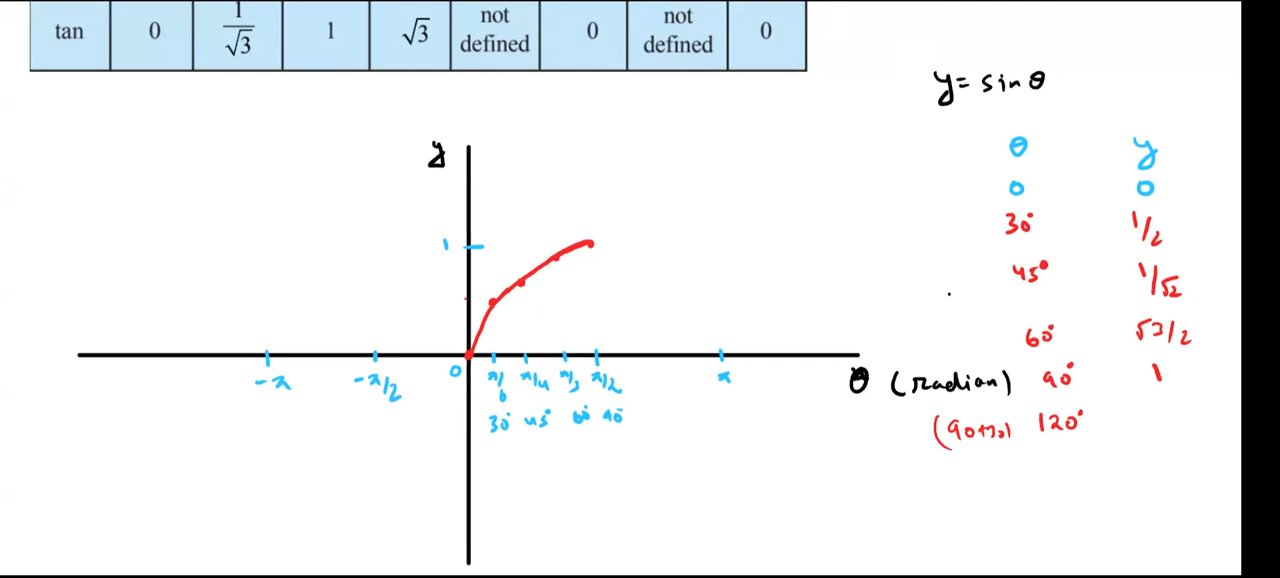 tan 0 1/√3 1 √3 not defined 0 not defined 0
y = sin θ
θ y
0 0
30° 1/2
45° 1/√2
60° √3/2
90° 1
(90+30) 120°
y
1
-π -π/2 0 π/6 π/4 π/3 π/2 π θ (radian)
30° 45° 60° 90°